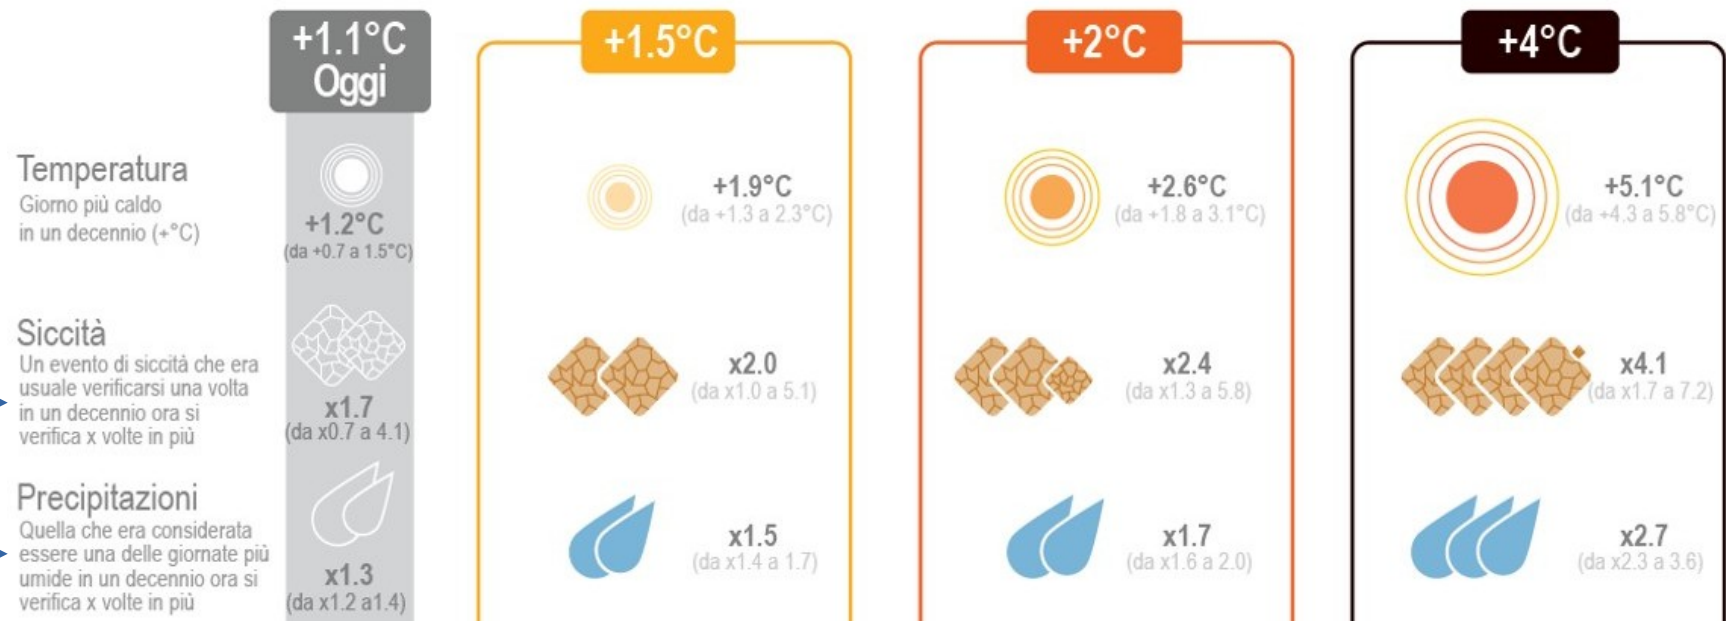 +1.1°C
Oggi
+1.5°C
+2°C
+4°C
Temperatura
Giorno più caldo
in un decennio (+°C)
+1.2°C
(da +0.7 a 1.5°C)
+1.9°C
(da +1.3 a 2.3°C)
+2.6°C
(da +1.8 a 3.1°C)
+5.1°C
(da +4.3 a 5.8°C)
Siccità
Un evento di siccità che era
usuale verificarsi una volta
in un decennio ora si
verifica x volte in più
x1.7
(da x0.7 a 4.1)
x2.0
(da x1.0 a 5.1)
x2.4
(da x1.3 a 5.8)
x4.1
(da x1.7 a 7.2)
Precipitazioni
Quella che era considerata
essere una delle giornate più
umide in un decennio ora si
verifica x volte in più
x1.3
(da x1.2 a1.4)
x1.5
(da x1.4 a 1.7)
x1.7
(da x1.6 a 2.0)
x2.7
(da x2.3 a 3.6)